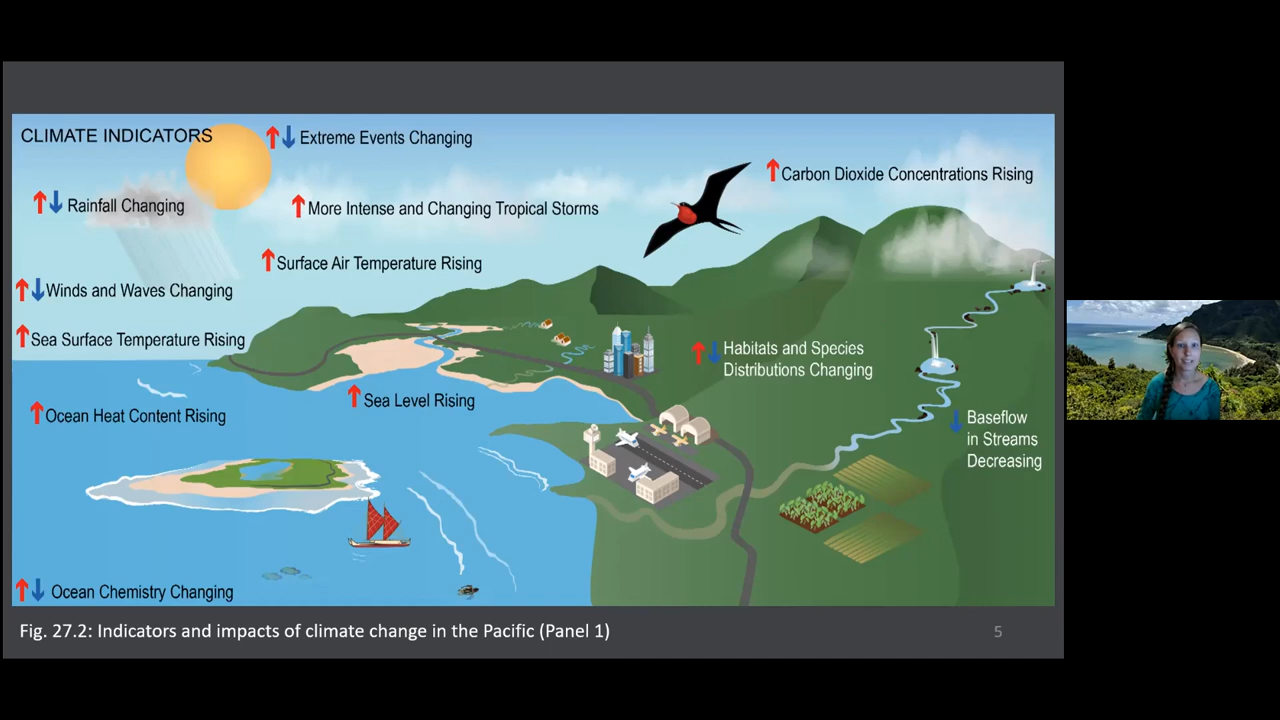 CLIMATE INDICATORS
Extreme Events Changing
Carbon Dioxide Concentrations Rising
Rainfall Changing
More Intense and Changing Tropical Storms
Surface Air Temperature Rising
Winds and Waves Changing
Sea Surface Temperature Rising
Habitats and Species
Distributions Changing
Sea Level Rising
Ocean Heat Content Rising
Baseflow
in Streams
Decreasing
Ocean Chemistry Changing
Fig. 27.2: Indicators and impacts of climate change in the Pacific (Panel 1)
5